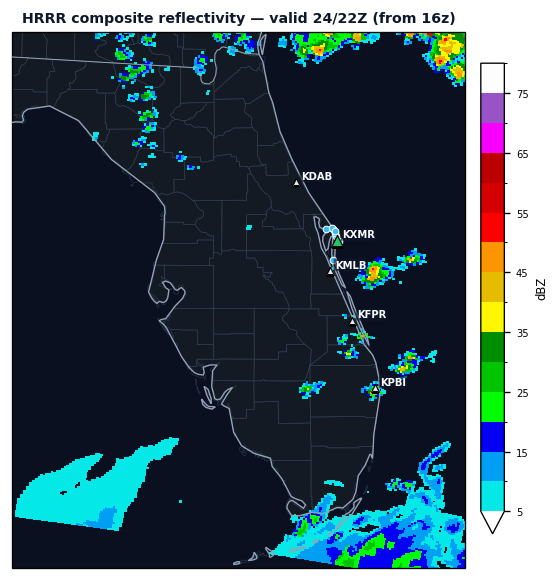 HRRR composite reflectivity — valid 24/22Z (from 16z)
KDAB
KXMR
KMLB
KFPR
KPBI
75
65
55
45
35
25
15
5
dBZ